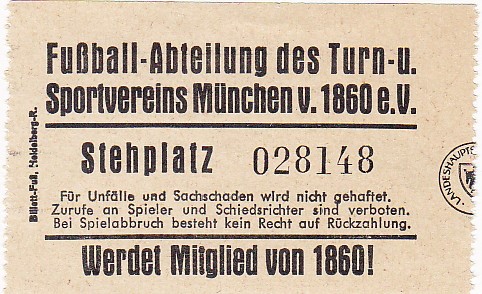 Fußball-Abteilung des Turn-u.
Sportvereins München v. 1860 e.V.
Stehplatz 028148
Für Unfälle und Sachschaden wird nicht gehaftet.
Zurufe an Spieler und Schiedsrichter sind verboten.
Bei Spielabbruch besteht kein Recht auf Rückzahlung.
Werdet Mitglied von 1860!
Billett-Fuß, Heidelberg-R.
LANDESHAUPTS